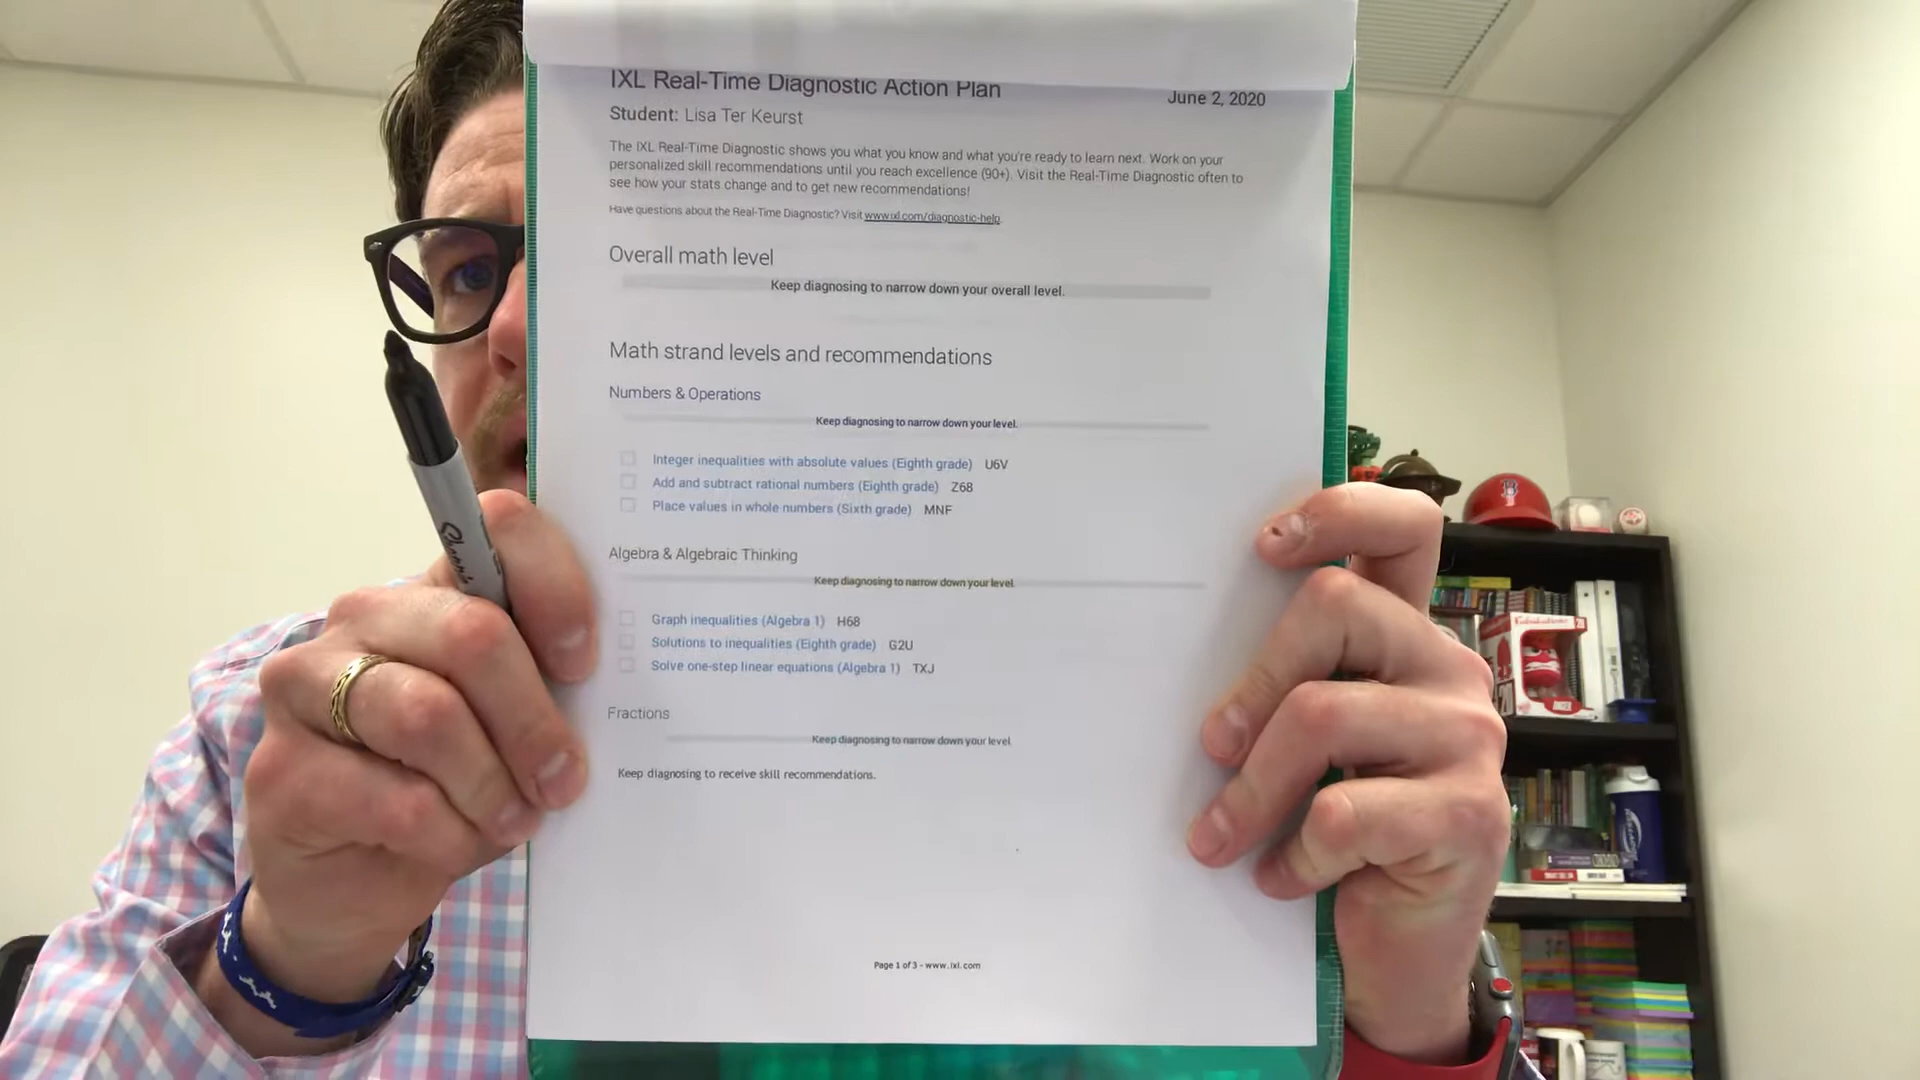 IXL Real-Time Diagnostic Action Plan
June 2, 2020
Student: Lisa Ter Keurst
The IXL Real-Time Diagnostic shows you what you know and what you're ready to learn next. Work on your
personalized skill recommendations until you reach excellence (90+). Visit the Real-Time Diagnostic often to
see how your stats change and to get new recommendations!
Have questions about the Real-Time Diagnostic? Visit www.ixl.com/diagnostic-help.
Overall math level
Keep diagnosing to narrow down your overall level.
Math strand levels and recommendations
Numbers & Operations
Keep diagnosing to narrow down your level.
Integer inequalities with absolute values (Eighth grade) U6V
Add and subtract rational numbers (Eighth grade) Z68
Place values in whole numbers (Sixth grade) MNF
Algebra & Algebraic Thinking
Keep diagnosing to narrow down your level.
Graph inequalities (Algebra 1) H68
Solutions to inequalities (Eighth grade) G2U
Solve one-step linear equations (Algebra 1) TXJ
Fractions
Keep diagnosing to narrow down your level.
Keep diagnosing to receive skill recommendations.
Page 1 of 3 - www.ixl.com
Sharpie
B